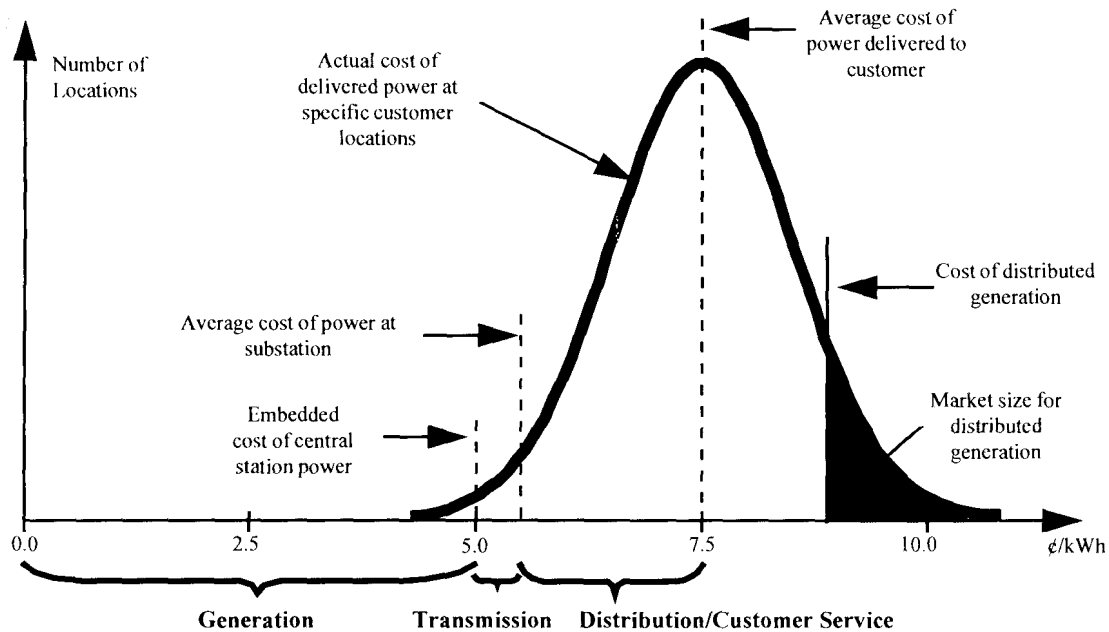 Number of
Locations
Actual cost of
delivered power at
specific customer
locations
Average cost of
power delivered to
customer
Cost of distributed
generation
Average cost of power at
substation
Embedded
cost of central
station power
Market size for
distributed
generation
0.0
2.5
5.0
7.5
10.0
¢/kWh
Generation
Transmission
Distribution/Customer Service